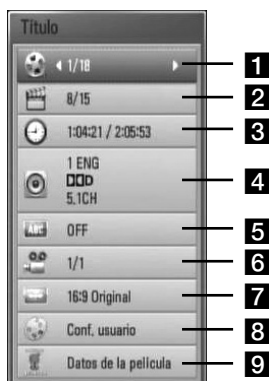 Título
1/18 1
8/15 2
1:04:21 / 2:05:53 3
1 ENG
D
5.1CH 4
ABC OFF 5
1/1 6
16:9 Original 7
Conf. usuario 8
Datos de la película 9